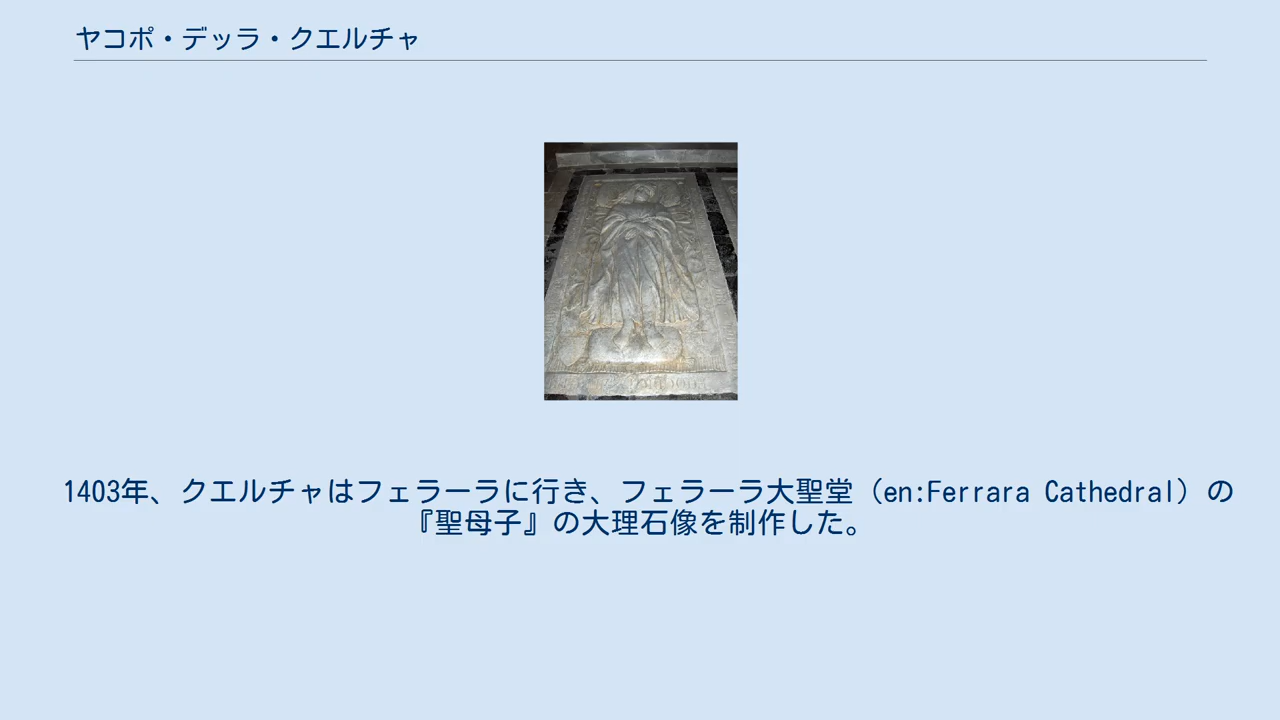 ヤコポ・デッラ・クエルチャ
1403年、クエルチャはフェラーラに行き、フェラーラ大聖堂（en:Ferrara Cathedral）の
『聖母子』の大理石像を制作した。